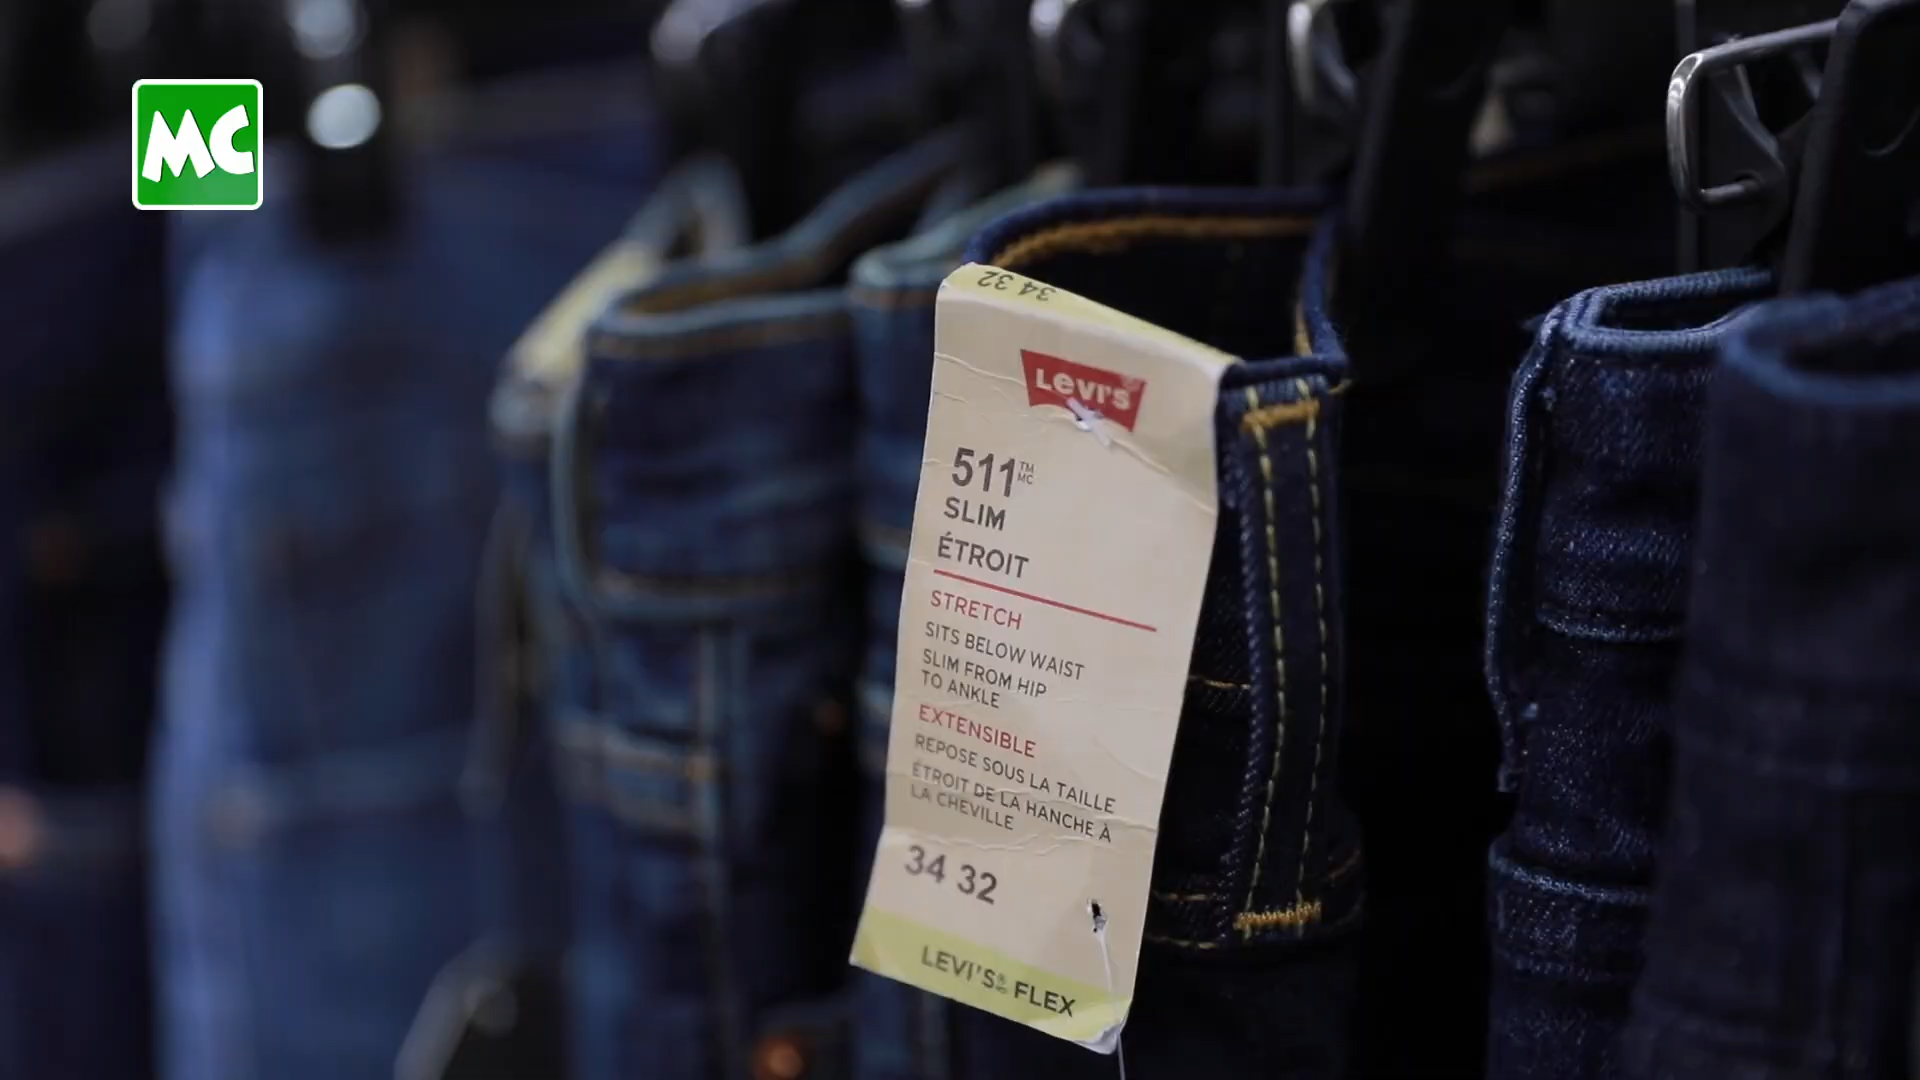 MC
34 32
Levi's
511 TM MC
SLIM
ÉTROIT
STRETCH
SITS BELOW WAIST
SLIM FROM HIP
TO ANKLE
EXTENSIBLE
REPOSE SOUS LA TAILLE
ÉTROIT DE LA HANCHE À
LA CHEVILLE
34 32
LEVI'S® FLEX